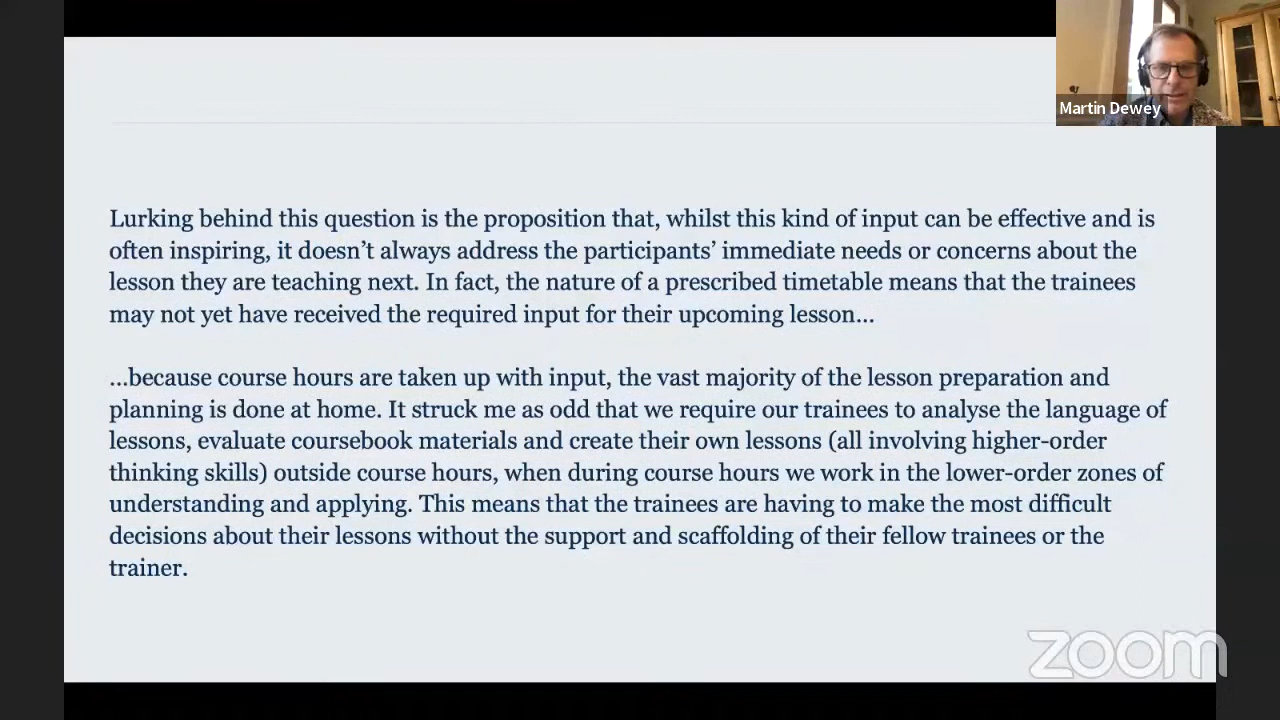 Martin Dewey
Lurking behind this question is the proposition that, whilst this kind of input can be effective and is
often inspiring, it doesn’t always address the participants’ immediate needs or concerns about the
lesson they are teaching next. In fact, the nature of a prescribed timetable means that the trainees
may not yet have received the required input for their upcoming lesson…
…because course hours are taken up with input, the vast majority of the lesson preparation and
planning is done at home. It struck me as odd that we require our trainees to analyse the language of
lessons, evaluate coursebook materials and create their own lessons (all involving higher-order
thinking skills) outside course hours, when during course hours we work in the lower-order zones of
understanding and applying. This means that the trainees are having to make the most difficult
decisions about their lessons without the support and scaffolding of their fellow trainees or the
trainer.
zoom